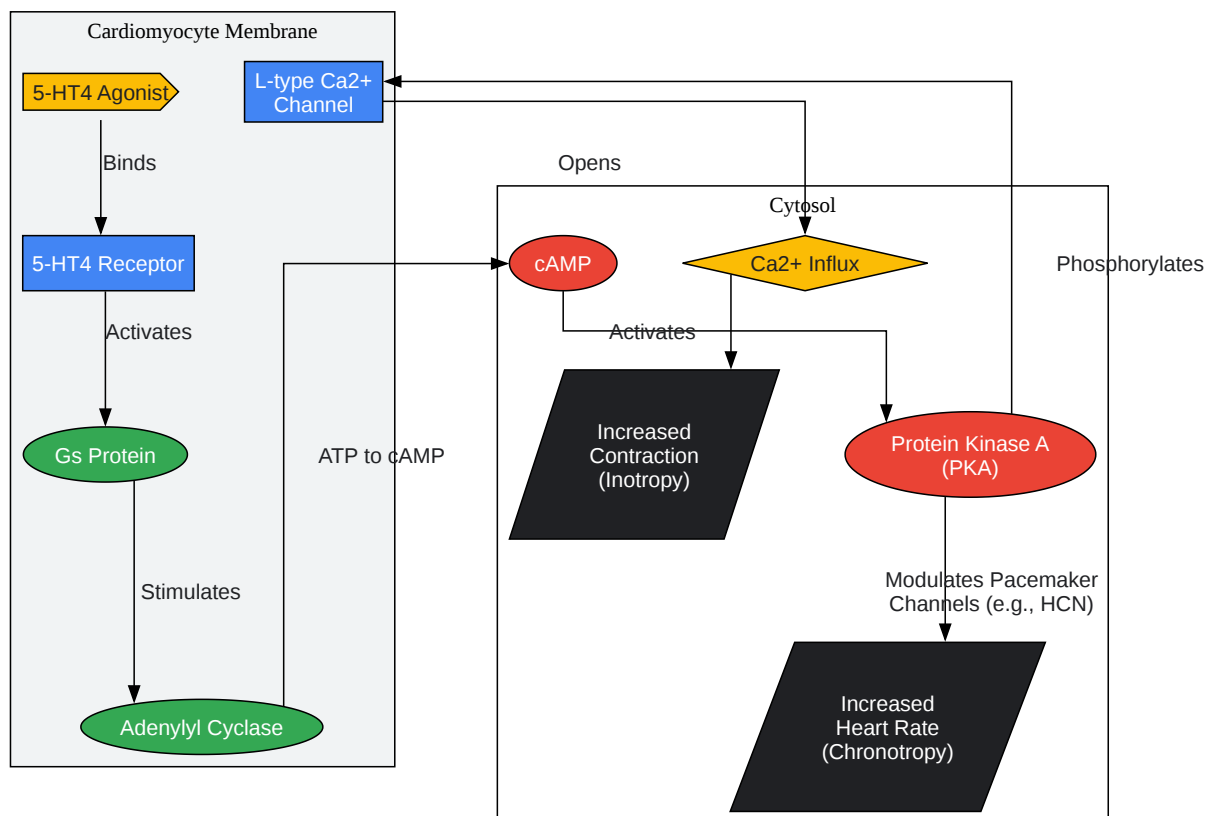 Cardiomyocyte Membrane
5-HT4 Agonist
L-type Ca2+
Channel
Binds
Opens
Cytosol
5-HT4 Receptor
cAMP
Ca2+ Influx
Phosphorylates
Activates
Activates
Gs Protein
ATP to cAMP
Increased
Contraction
(Inotropy)
Protein Kinase A
(PKA)
Stimulates
Modulates Pacemaker
Channels (e.g., HCN)
Adenylyl Cyclase
Increased
Heart Rate
(Chronotropy)